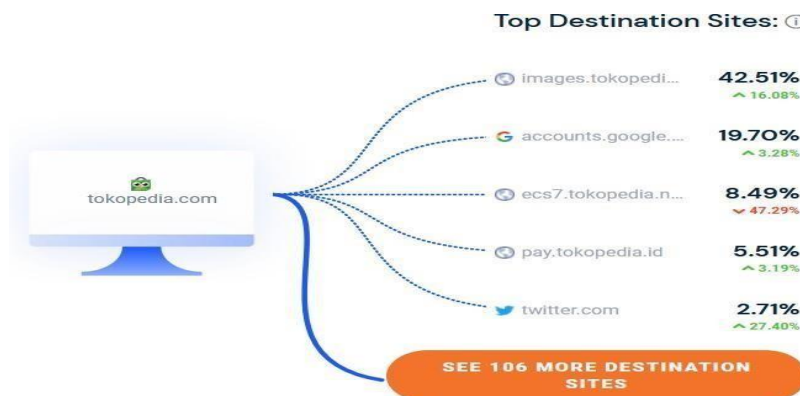 Top Destination Sites:
images.tokopedi... 42.51%
16.08%
accounts.google.... 19.70%
3.28%
tokopedia.com
ecs7.tokopedia.n... 8.49%
47.29%
pay.tokopedia.id 5.51%
3.19%
twitter.com 2.71%
27.40%
SEE 106 MORE DESTINATION
SITES